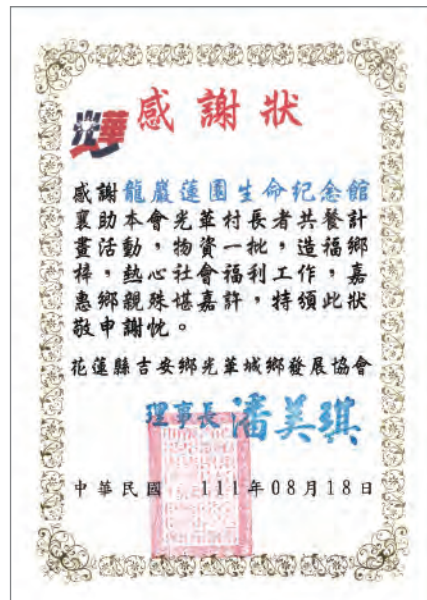 光華 感謝狀
感謝龍巖蓮園生命紀念館
襄助本會光華村長者共餐計
畫活動，物資一批，造福鄉
梓，熱心社會福利工作，嘉
惠鄉親殊堪嘉許，特頒此狀
敬申謝忱。
花蓮縣吉安鄉光華城鄉發展協會
理事長 潘美琪
中華民國 111年08月18日